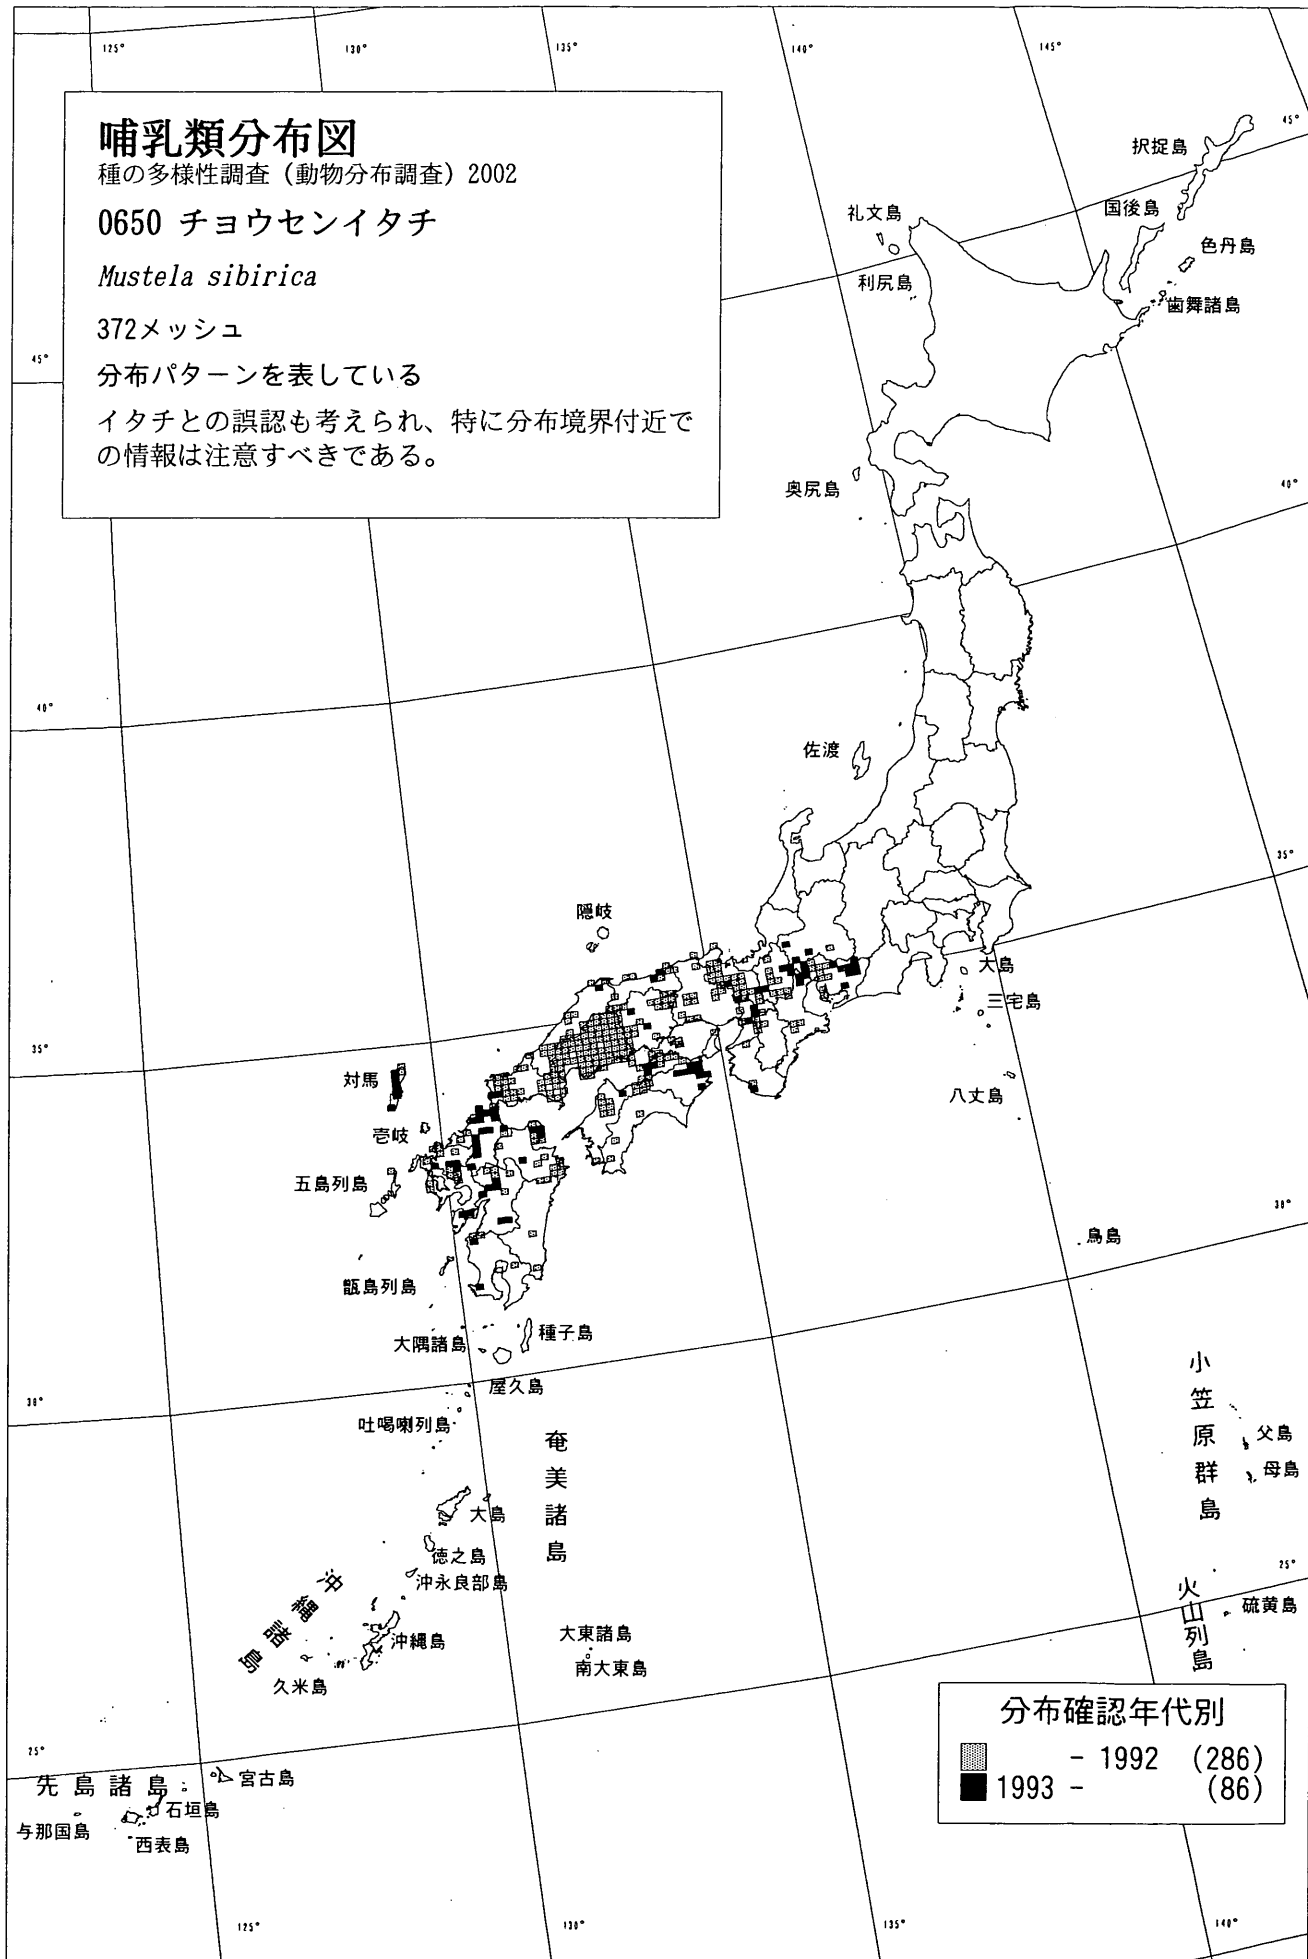 125°
130°
135°
140°
145°
哺乳類分布図
種の多様性調査（動物分布調査）2002
0650 チョウセンイタチ
Mustela sibirica
372メッシュ
分布パターンを表している
イタチとの誤認も考えられ、特に分布境界付近で
の情報は注意すべきである。
45°
択捉島
国後島
礼文島
色丹島
利尻島
歯舞諸島
45°
奥尻島
40°
40°
佐渡
35°
隠岐
大島
三宅島
35°
対馬
八丈島
壱岐
五島列島
30°
鳥島
甑島列島
種子島
大隅諸島
小笠原群島
屋久島
30°
吐噶喇列島
奄美諸島
父島
母島
大島
徳之島
沖永良部島
25°
沖縄諸島
火山列島
硫黄島
沖縄島
大東諸島
南大東島
久米島
分布確認年代別
- 1992 (286)
1993 - (86)
25°
先島諸島
宮古島
石垣島
与那国島
西表島
125°
130°
135°
140°